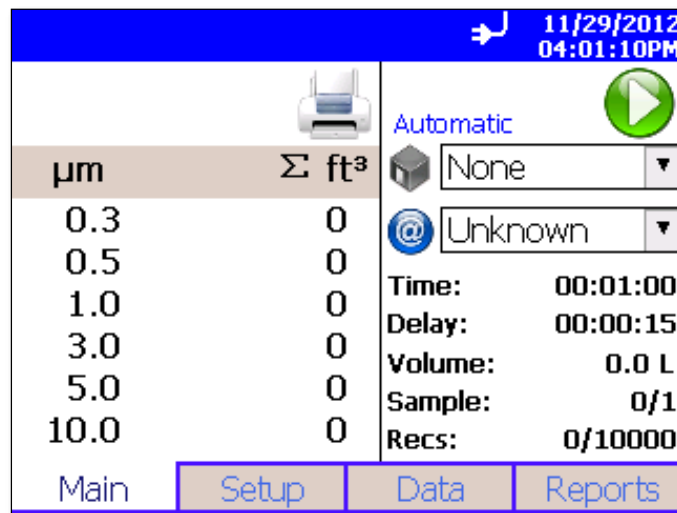 11/29/2012
04:01:10PM
Automatic
µm Σ ft³
None
0.3 0
Unknown
0.5 0
1.0 0
3.0 0
5.0 0
10.0 0
Time: 00:01:00
Delay: 00:00:15
Volume: 0.0 L
Sample: 0/1
Recs: 0/10000
Main Setup Data Reports